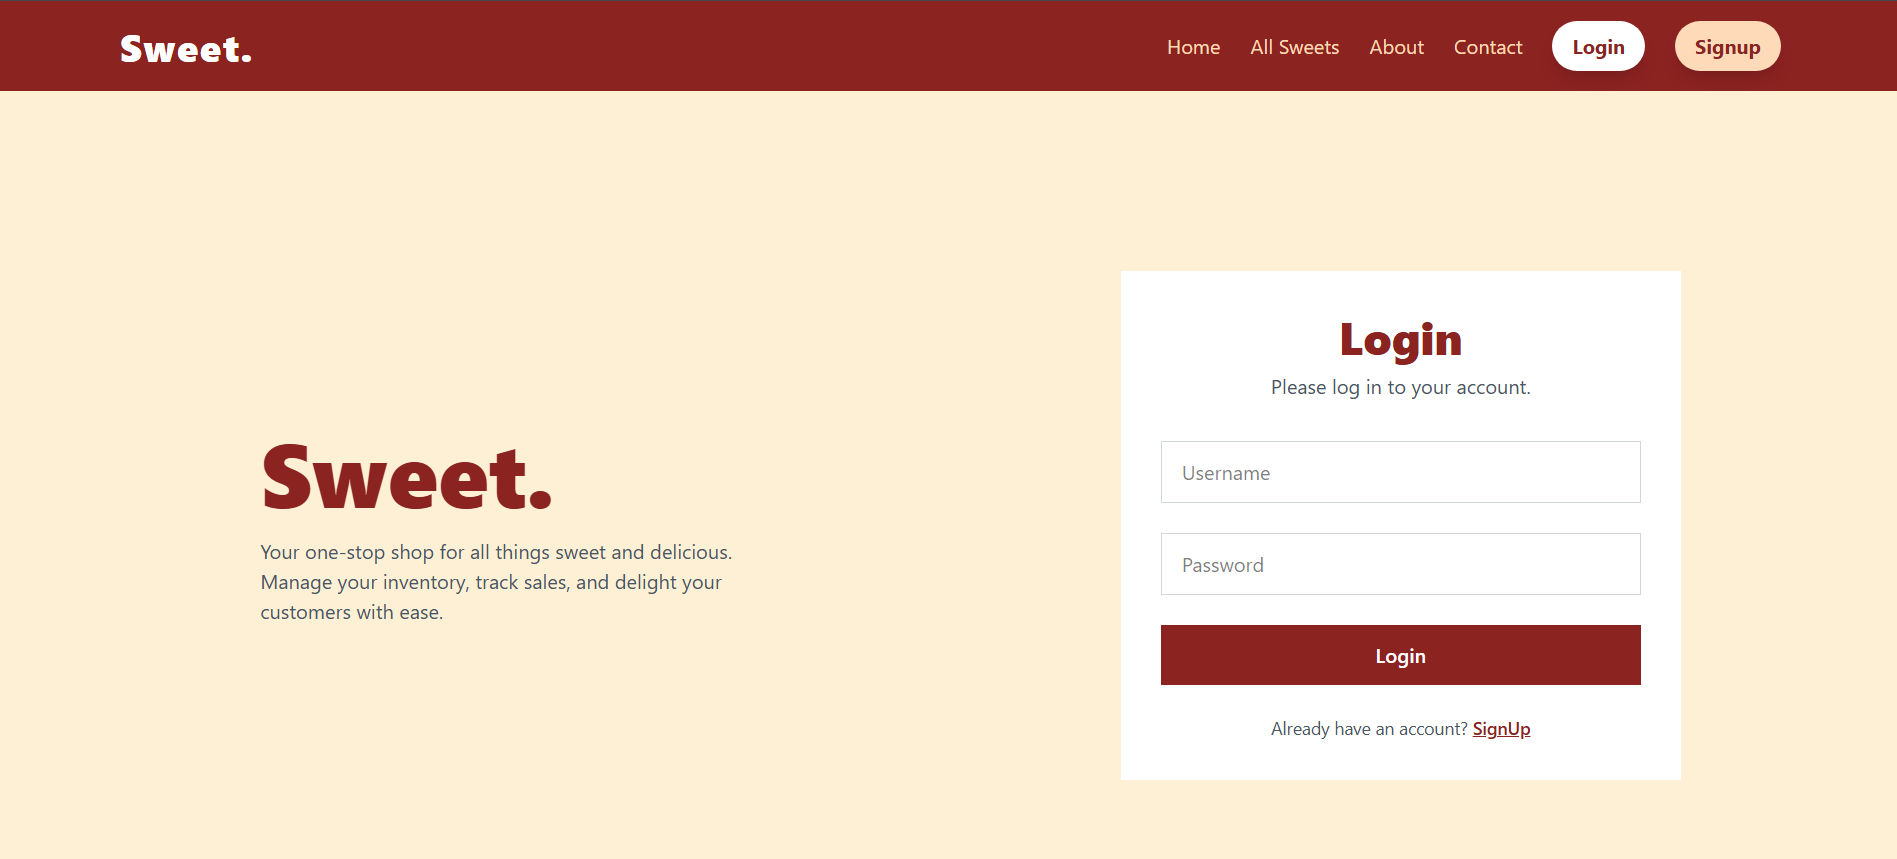 Sweet.
Home All Sweets About Contact Login Signup
Sweet.
Your one-stop shop for all things sweet and delicious.
Manage your inventory, track sales, and delight your
customers with ease.
Login
Please log in to your account.
Username
Password
Login
Already have an account? SignUp